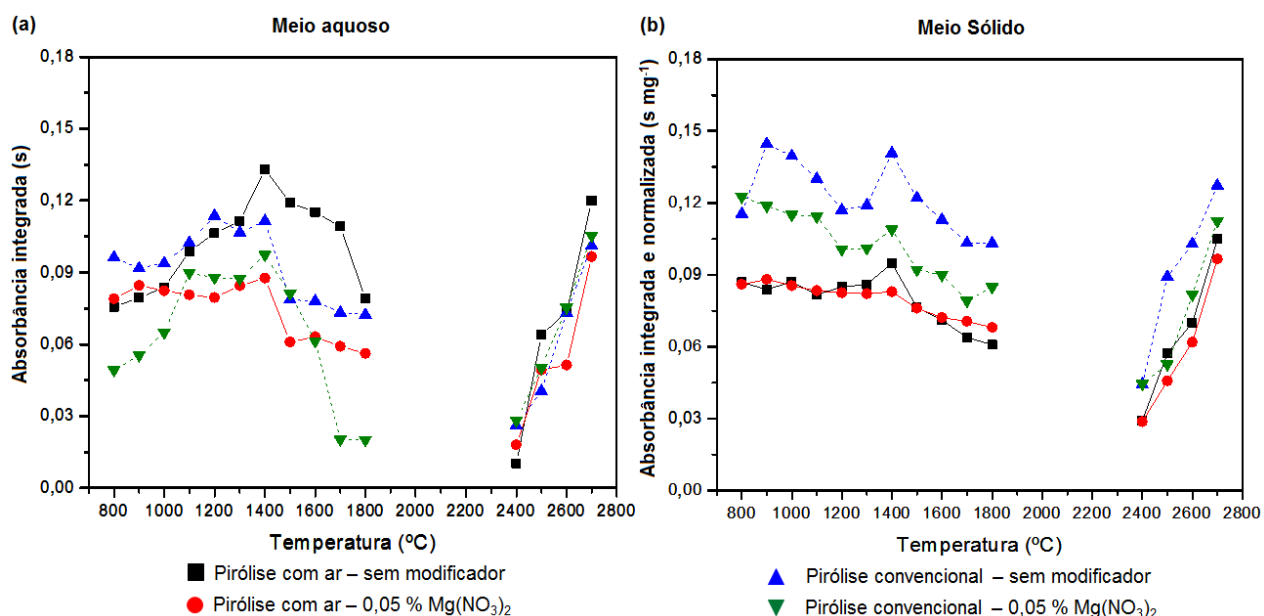 (a)
Meio aquoso
Absorbância integrada (s)
0,18
0,15
0,12
0,09
0,06
0,03
0,00
800 1000 1200 1400 1600 1800 2000 2200 2400 2600 2800
Temperatura (ºC)
(b)
Meio Sólido
Absorbância integrada e normalizada (s mg⁻¹)
0,18
0,15
0,12
0,09
0,06
0,03
0,00
800 1000 1200 1400 1600 1800 2000 2200 2400 2600 2800
Temperatura (ºC)
Pirólise com ar – sem modificador
Pirólise com ar – 0,05 % Mg(NO₃)₂
Pirólise convencional – sem modificador
Pirólise convencional – 0,05 % Mg(NO₃)₂